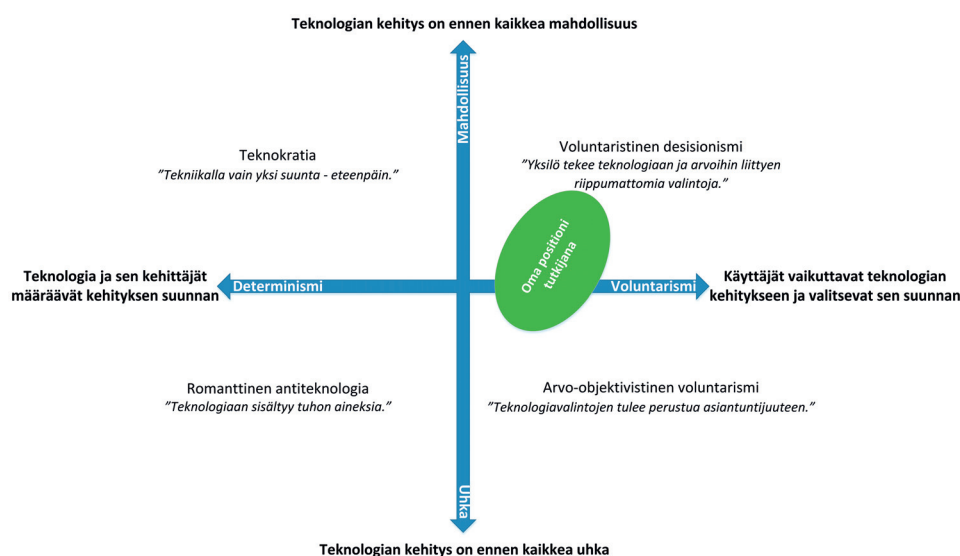 Teknologian kehitys on ennen kaikkea mahdollisuus
Mahdollisuus
Teknokratia
”Tekniikalla vain yksi suunta - eteenpäin.”
Voluntaristinen desisionismi
”Yksilö tekee teknologiaan ja arvoihin liittyen
riippumattomia valintoja.”
Oma positioni
tutkijana
Teknologia ja sen kehittäjät
määräävät kehityksen suunnan
Determinismi
Voluntarismi
Käyttäjät vaikuttavat teknologian
kehitykseen ja valitsevat sen suunnan
Romanttinen antiteknologia
”Teknologiaan sisältyy tuhon aineksia.”
Arvo-objektivistinen voluntarismi
”Teknologiavalintojen tulee perustua asiantuntijuuteen.”
Uhka
Teknologian kehitys on ennen kaikkea uhka